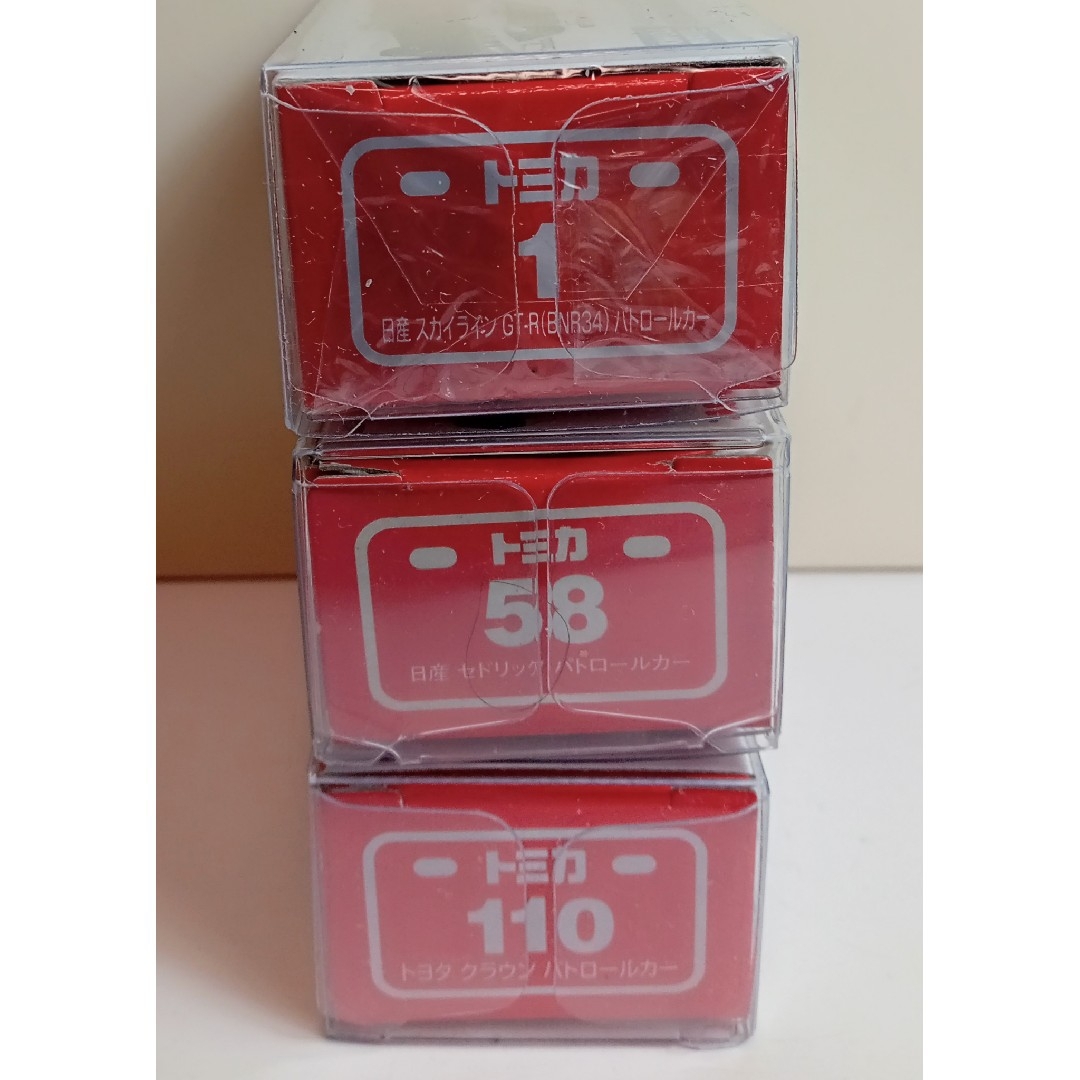 トミカ
1
日産 スカイライン GT-R(BNR34) パトロールカー
トミカ
58
日産 セドリック パトロールカー
トミカ
110
トヨタ クラウン パトロールカー